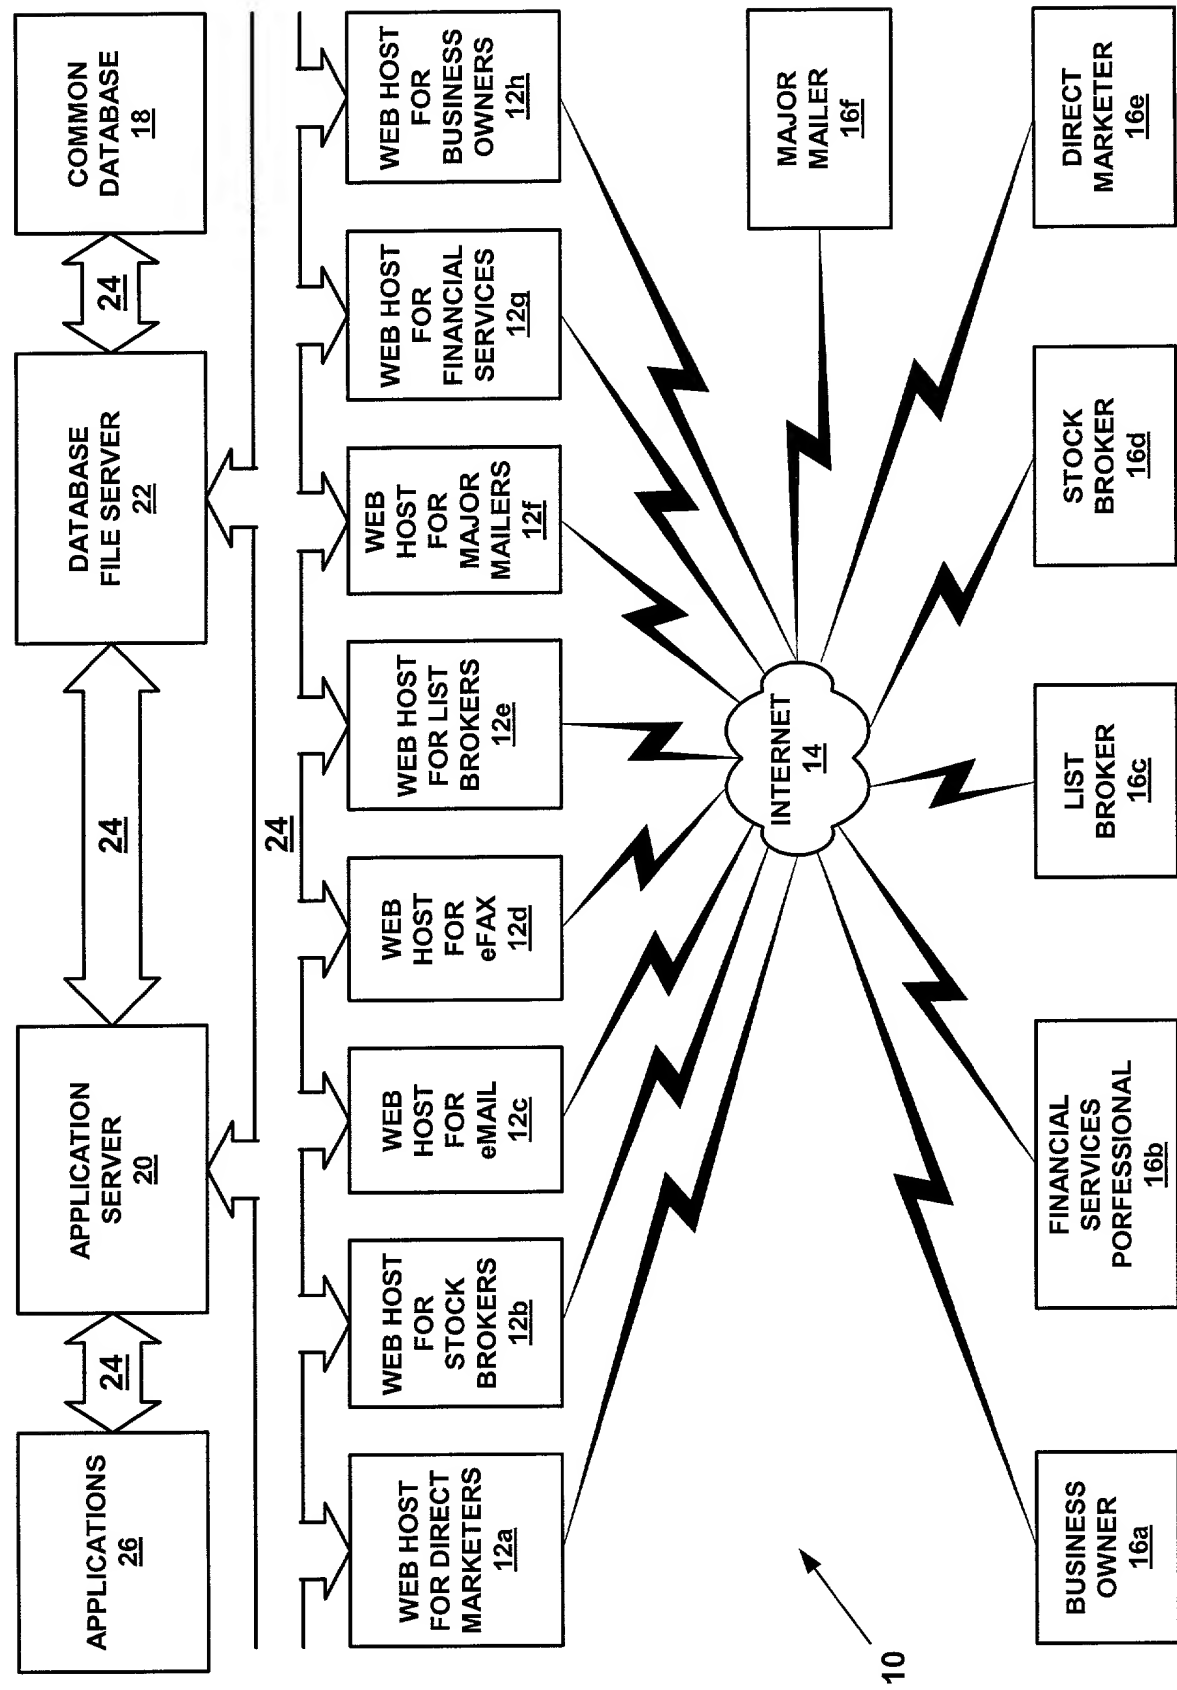 APPLICATIONS
26
24
APPLICATION
SERVER
20
24
DATABASE
FILE SERVER
22
24
COMMON
DATABASE
18
24
WEB HOST
FOR DIRECT
MARKETERS
12a
WEB HOST
FOR
STOCK
BROKERS
12b
WEB
HOST
FOR
eMAIL
12c
WEB
HOST
FOR
eFAX
12d
WEB HOST
FOR LIST
BROKERS
12e
WEB
HOST
FOR
MAJOR
MAILERS
12f
WEB HOST
FOR
FINANCIAL
SERVICES
12g
WEB HOST
FOR
BUSINESS
OWNERS
12h
INTERNET
14
MAJOR
MAILER
16f
10
BUSINESS
OWNER
16a
FINANCIAL
SERVICES
PORFESSIONAL
16b
LIST
BROKER
16c
STOCK
BROKER
16d
DIRECT
MARKETER
16e